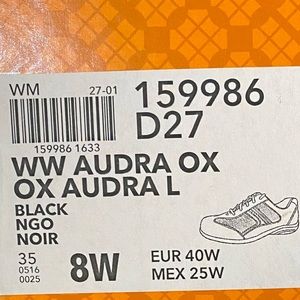 WM 27-01
159986
D27
159986 1633
WW AUDRA OX
OX AUDRA L
BLACK
NGO
NOIR
35
0516
0025
8W
EUR 40W
MEX 25W